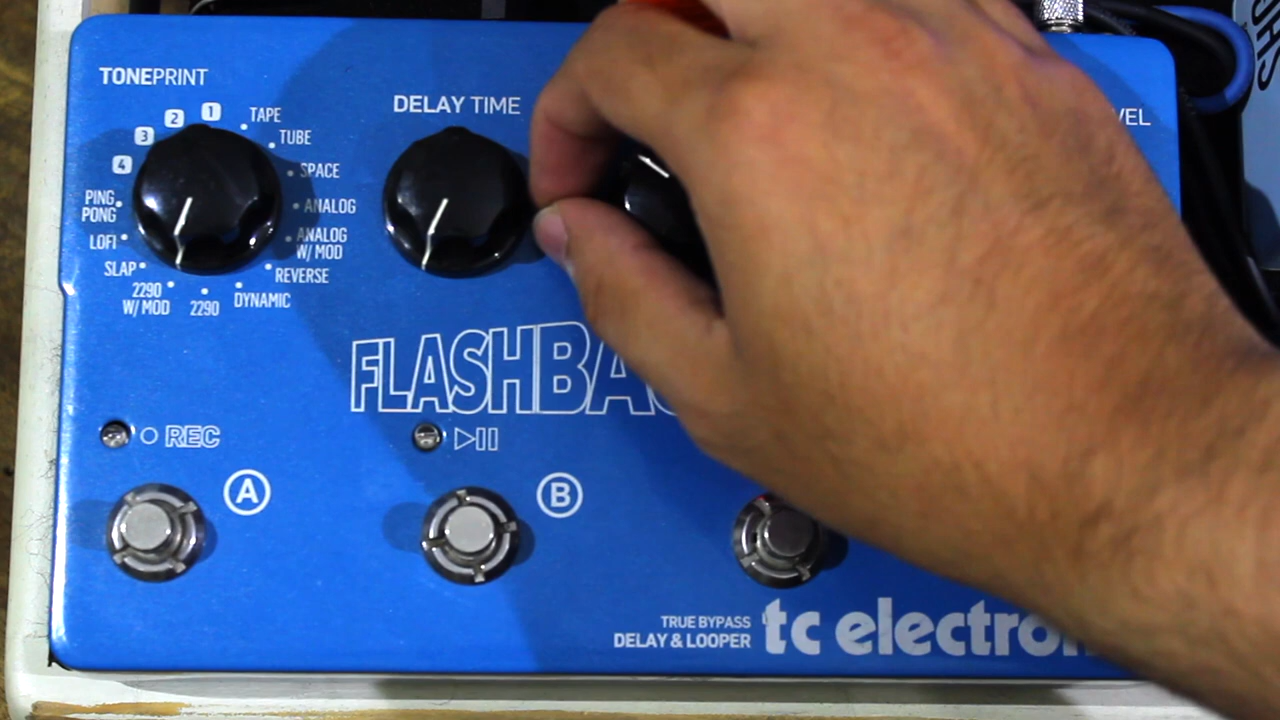 TONEPRINT
1
2
3
4
TAPE
TUBE
SPACE
ANALOG
ANALOG
W/ MOD
REVERSE
DYNAMIC
2290
2290
W/ MOD
SLAP
LOFI
PING
PONG
DELAY TIME
VEL
JHS
FLASHBA
REC
A
B
TRUE BYPASS
DELAY & LOOPER
tc electron